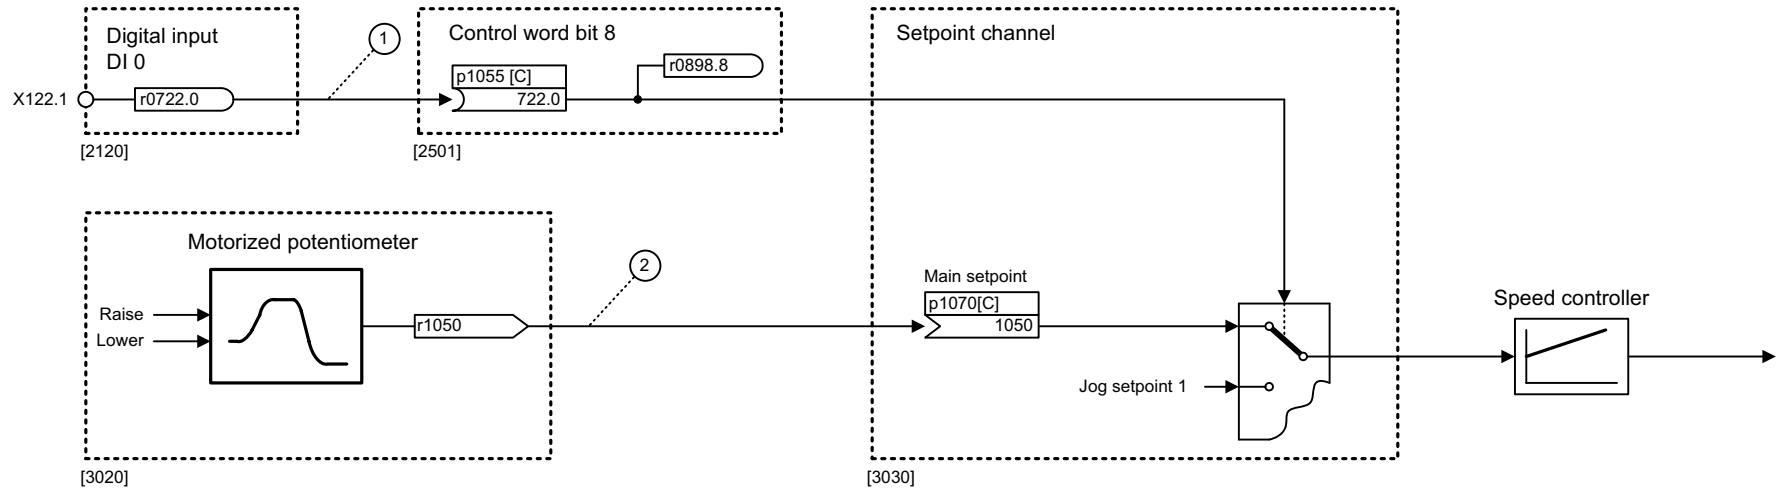 Digital input
DI 0
X122.1
r0722.0
[2120]
1
Control word bit 8
p1055 [C]
722.0
r0898.8
[2501]
Setpoint channel
Motorized potentiometer
Raise
Lower
r1050
[3020]
2
Main setpoint
p1070[C]
1050
Jog setpoint 1
[3030]
Speed controller